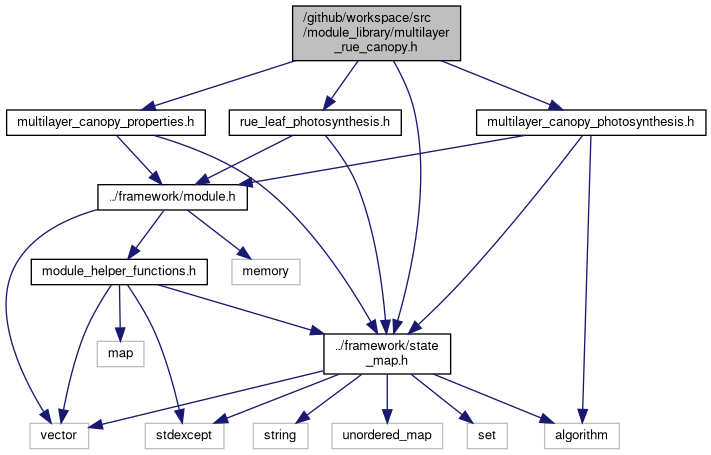 /github/workspace/src
/module_library/multilayer
_rue_canopy.h
multilayer_canopy_properties.h
rue_leaf_photosynthesis.h
multilayer_canopy_photosynthesis.h
../framework/module.h
module_helper_functions.h
memory
map
../framework/state
_map.h
vector
stdexcept
string
unordered_map
set
algorithm